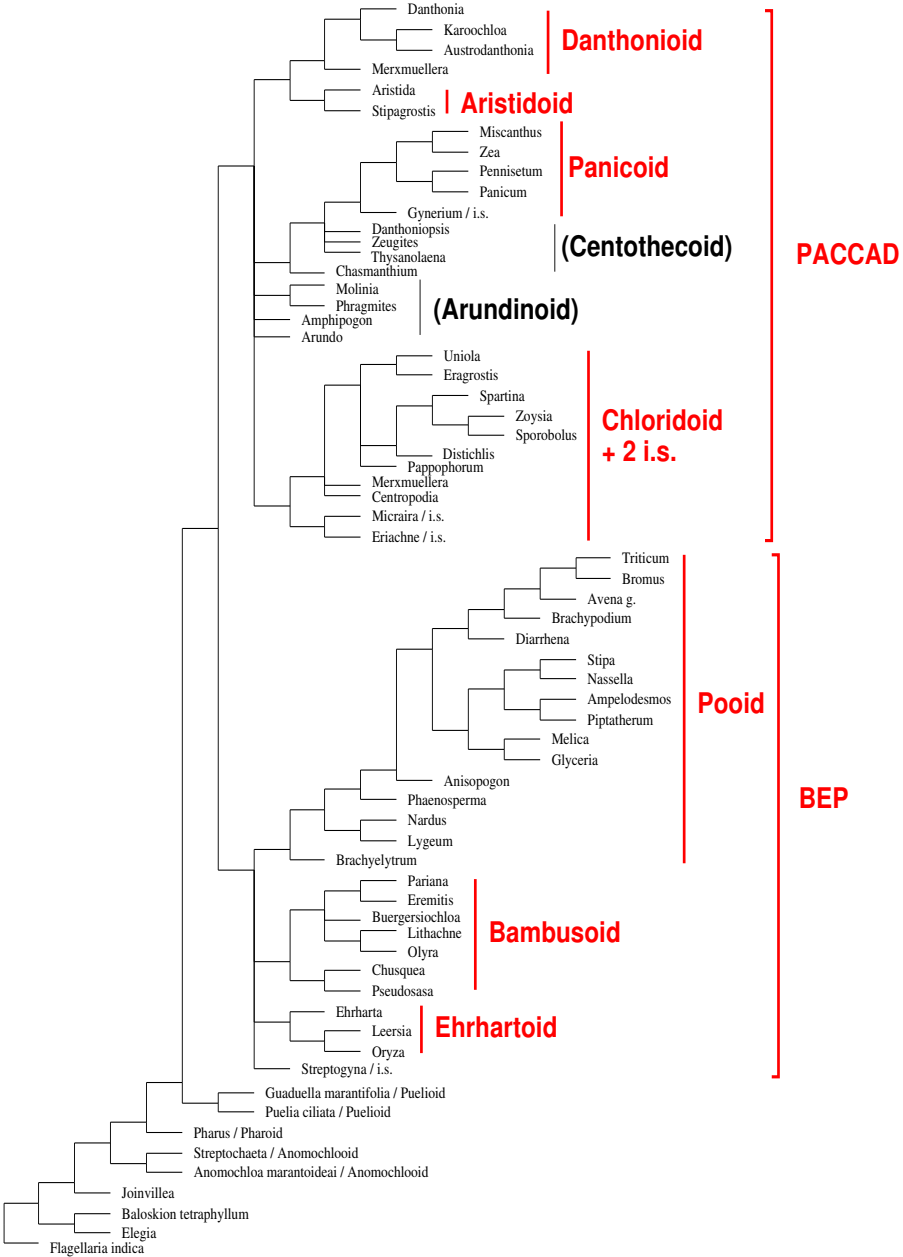 Danthonia
Karoochloa
Austrodanthonia
Merxmuellera
Danthonioid
Aristida
Stipagrostis
Aristidoid
Miscanthus
Zea
Pennisetum
Panicum
Gynerium / i.s.
Panicoid
Danthoniopsis
Zeugites
Thysanolaena
Chasmanthium
(Centothecoid)
PACCAD
Molinia
Phragmites
Amphipogon
Arundo
(Arundinoid)
Uniola
Eragrostis
Spartina
Zoysia
Sporobolus
Distichlis
Pappophorum
Merxmuellera
Centropodia
Micraira / i.s.
Eriachne / i.s.
Chloridoid
+ 2 i.s.
Triticum
Bromus
Avena g.
Brachypodium
Diarrhena
Stipa
Nassella
Ampelodesmos
Piptatherum
Melica
Glyceria
Anisopogon
Phaenosperma
Nardus
Lygeum
Brachyelytrum
Pooid
BEP
Pariana
Eremitis
Buergersiochloa
Lithachne
Olyra
Chusquea
Pseudosasa
Bambusoid
Ehrharta
Leersia
Oryza
Ehrhartoid
Streptogyna / i.s.
Guaduella marantifolia / Puelioid
Puelia ciliata / Puelioid
Pharus / Pharoid
Streptochaeta / Anomochlooid
Anomochloa marantoideai / Anomochlooid
Joinvillea
Baloskion tetraphyllum
Elegia
Flagellaria indica